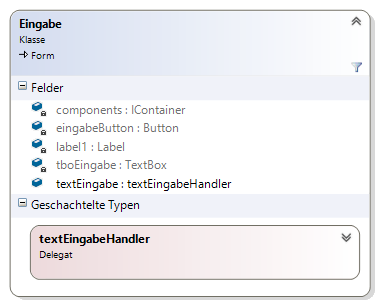 Eingabe
Klasse
Form
Felder
components : IContainer
eingabeButton : Button
label1 : Label
tboEingabe : TextBox
textEingabe : textEingabeHandler
Geschachtelte Typen
textEingabeHandler
Delegat